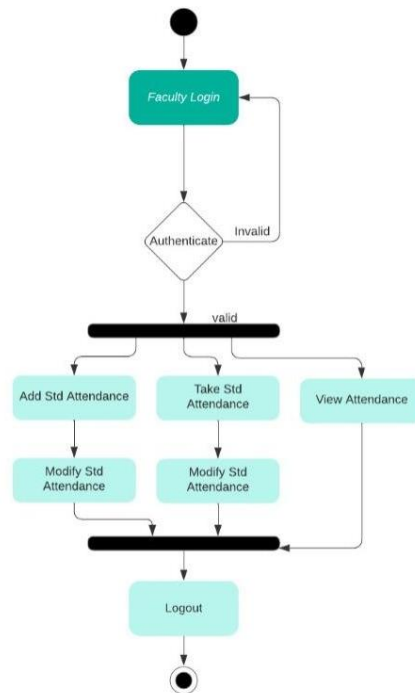 Faculty Login
Authenticate
Invalid
valid
Add Std Attendance
Take Std
Attendance
View Attendance
Modify Std
Attendance
Modify Std
Attendance
Logout